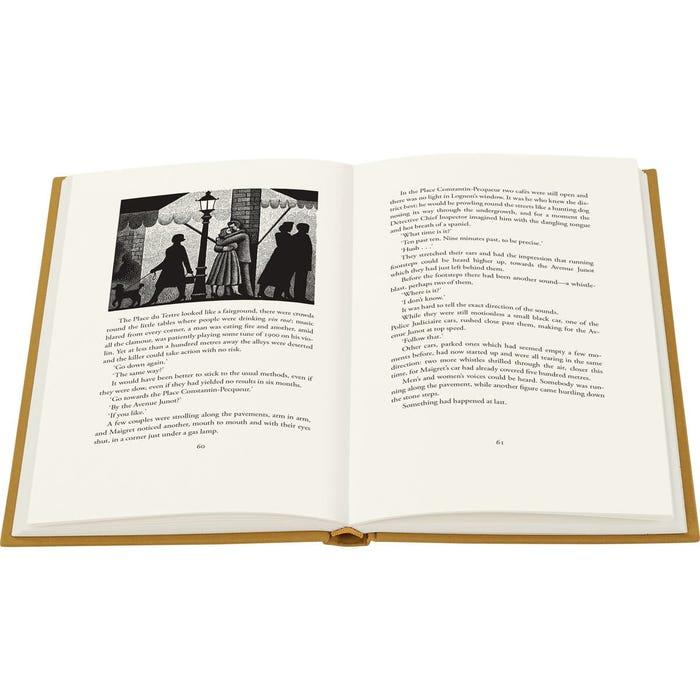 The Place du Tertre looked like a fairground, there were crowds
round the little tables where people were drinking vin rosé; music
blared from every corner, a man was eating fire and another, amid
all the clamour, was patiently playing some tune of 1900 on his vio-
lin. Yet at less than a hundred metres away the alleys were deserted
and the killer could take action with no risk.
‘Go down again.’
‘The same way?’
It would have been better to stick to the usual methods, even if
they were slow, even if they had yielded no results in six months.
‘Go towards the Place Constantin-Pecqueur.’
‘By the Avenue Junot?’
‘If you like.’
A few couples were strolling along the pavements, arm in arm,
and Maigret noticed another, mouth to mouth and with their eyes
shut, in a corner just under a gas lamp.
60
In the Place Constantin-Pecqueur two cafés were still open and
there was no light in Lognon’s window. It was he who knew the dis-
trict best; he would be prowling round the streets like a hunting dog
nosing its way through the undergrowth, and for a moment the
Detective Chief Inspector imagined him with the dangling tongue
and hot breath of a spaniel.
‘What time is it?’
‘Ten past ten. Nine minutes past, to be precise.’
‘Hush . . .’
They stretched their ears and had the impression that running
footsteps could be heard higher up, towards the Avenue Junot
which they had just left behind them.
Before the footsteps there had been another sound—a whistle-
blast, perhaps two of them.
‘Where is it?’
‘I don’t know.’
It was hard to tell the exact direction of the sounds.
While they were still motionless a small black car, one of the
Police Judiciaire cars, rushed close past them, making for the Av-
enue Junot at top speed.
‘Follow that.’
Other cars, parked ones which had seemed empty a few mo-
ments before, had now started up and were all tearing in the same
direction: two more whistles shrilled through the air, closer this
time, for Maigret’s car had already covered five hundred metres.
Men’s and women’s voices could be heard. Somebody was run-
ning along the pavement, while another figure came hurtling down
the stone steps.
Something had happened at last.
61